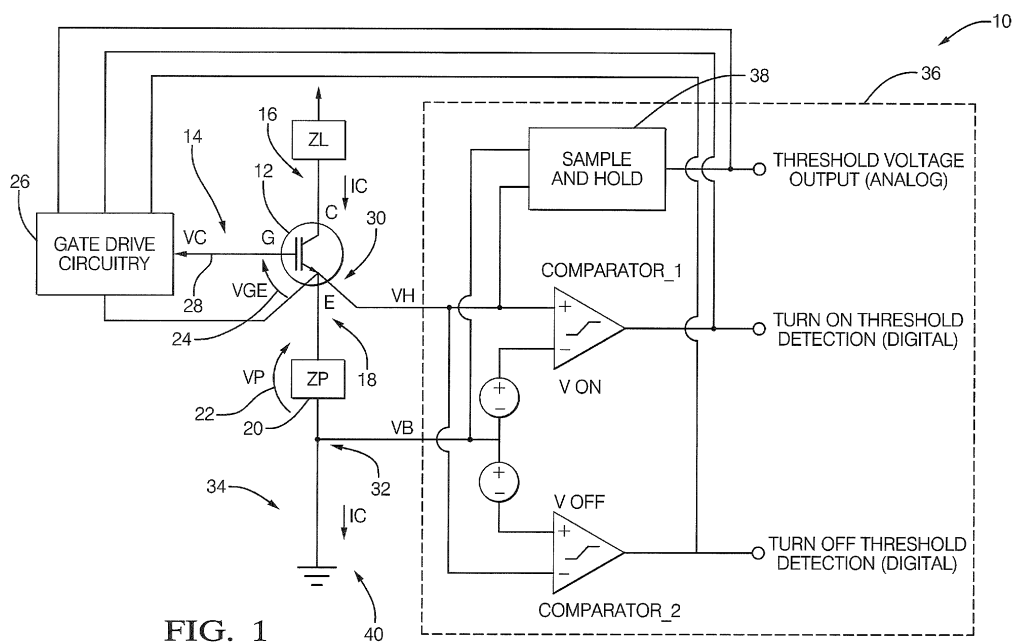 10
38
36
16
ZL
14
12
IC
SAMPLE
AND HOLD
THRESHOLD VOLTAGE
OUTPUT (ANALOG)
26
C
30
GATE DRIVE
CIRCUITRY
VC
G
28
VGE
24
E
VH
COMPARATOR_1
+
−
TURN ON THRESHOLD
DETECTION (DIGITAL)
18
VP
ZP
22
20
V ON
+
−
VB
32
34
+
−
IC
V OFF
+
−
TURN OFF THRESHOLD
DETECTION (DIGITAL)
COMPARATOR_2
40
FIG. 1